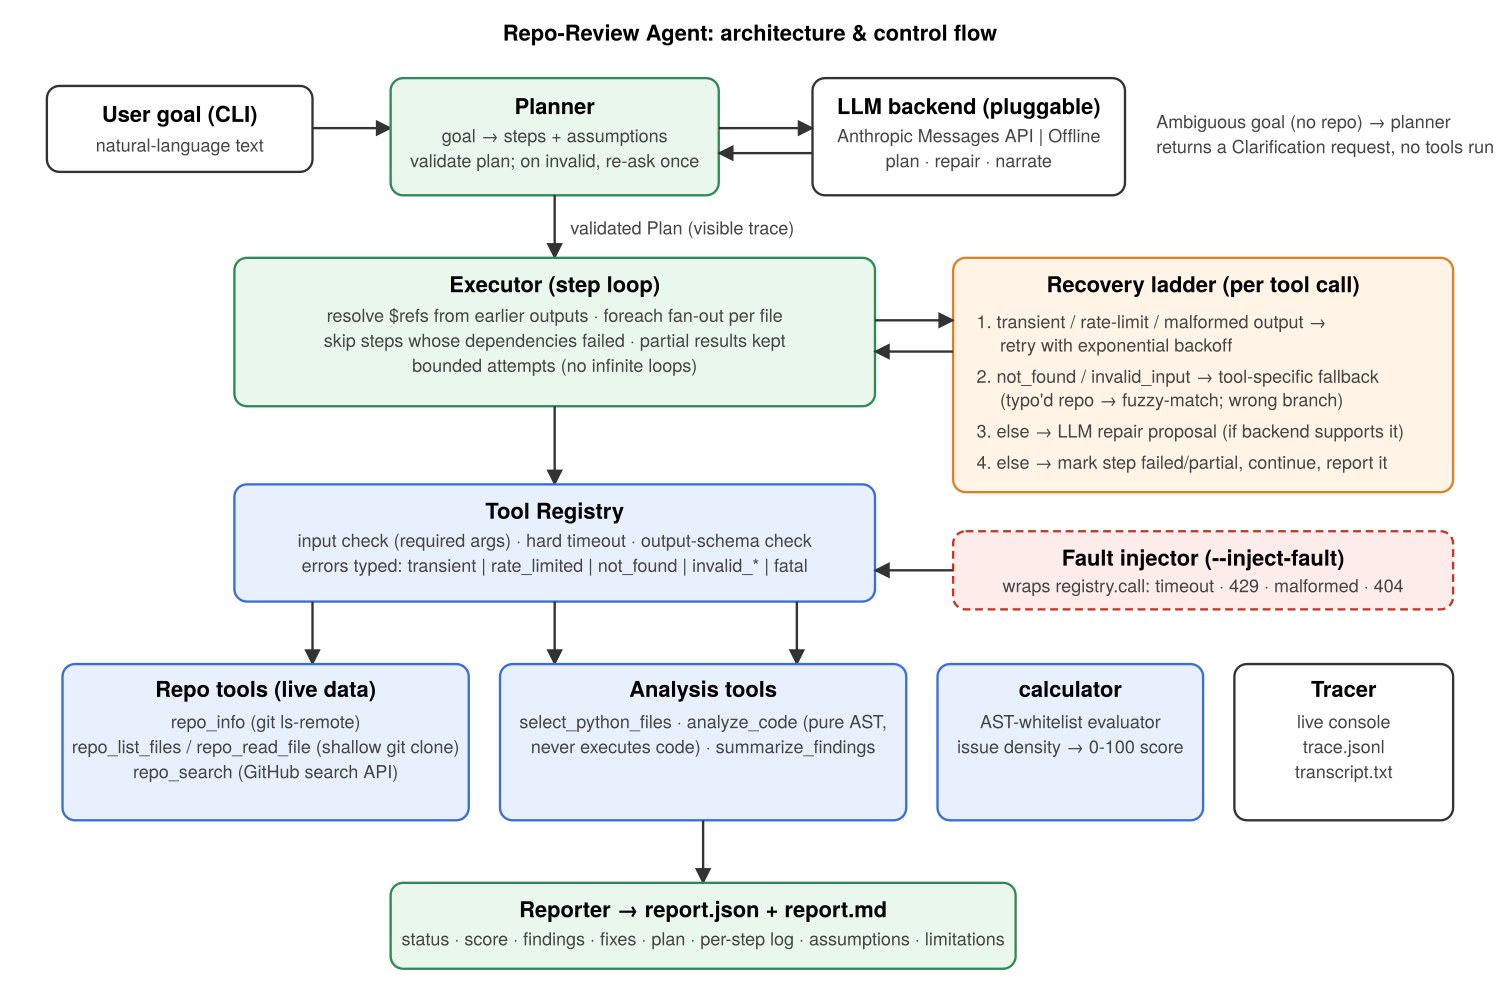 Repo-Review Agent: architecture & control flow
User goal (CLI)
natural-language text
Planner
goal → steps + assumptions
validate plan; on invalid, re-ask once
LLM backend (pluggable)
Anthropic Messages API | Offline
plan · repair · narrate
Ambiguous goal (no repo) → planner
returns a Clarification request, no tools run
validated Plan (visible trace)
Executor (step loop)
resolve $refs from earlier outputs · foreach fan-out per file
skip steps whose dependencies failed · partial results kept
bounded attempts (no infinite loops)
Recovery ladder (per tool call)
1. transient / rate-limit / malformed output →
retry with exponential backoff
2. not_found / invalid_input → tool-specific fallback
(typo'd repo → fuzzy-match; wrong branch)
3. else → LLM repair proposal (if backend supports it)
4. else → mark step failed/partial, continue, report it
Tool Registry
input check (required args) · hard timeout · output-schema check
errors typed: transient | rate_limited | not_found | invalid_* | fatal
Fault injector (--inject-fault)
wraps registry.call: timeout · 429 · malformed · 404
Repo tools (live data)
repo_info (git ls-remote)
repo_list_files / repo_read_file (shallow git clone)
repo_search (GitHub search API)
Analysis tools
select_python_files · analyze_code (pure AST,
never executes code) · summarize_findings
calculator
AST-whitelist evaluator
issue density → 0-100 score
Tracer
live console
trace.jsonl
transcript.txt
Reporter → report.json + report.md
status · score · findings · fixes · plan · per-step log · assumptions · limitations